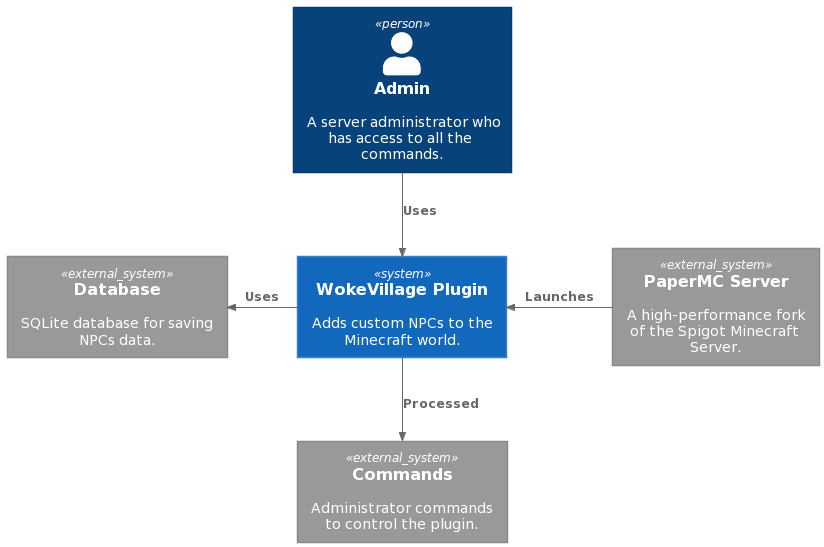 «person»
Admin
A server administrator who
has access to all the
commands.
Uses
«external_system»
Database
SQLite database for saving
NPCs data.
Uses
«system»
WokeVillage Plugin
Adds custom NPCs to the
Minecraft world.
Launches
«external_system»
PaperMC Server
A high-performance fork
of the Spigot Minecraft
Server.
Processed
«external_system»
Commands
Administrator commands
to control the plugin.